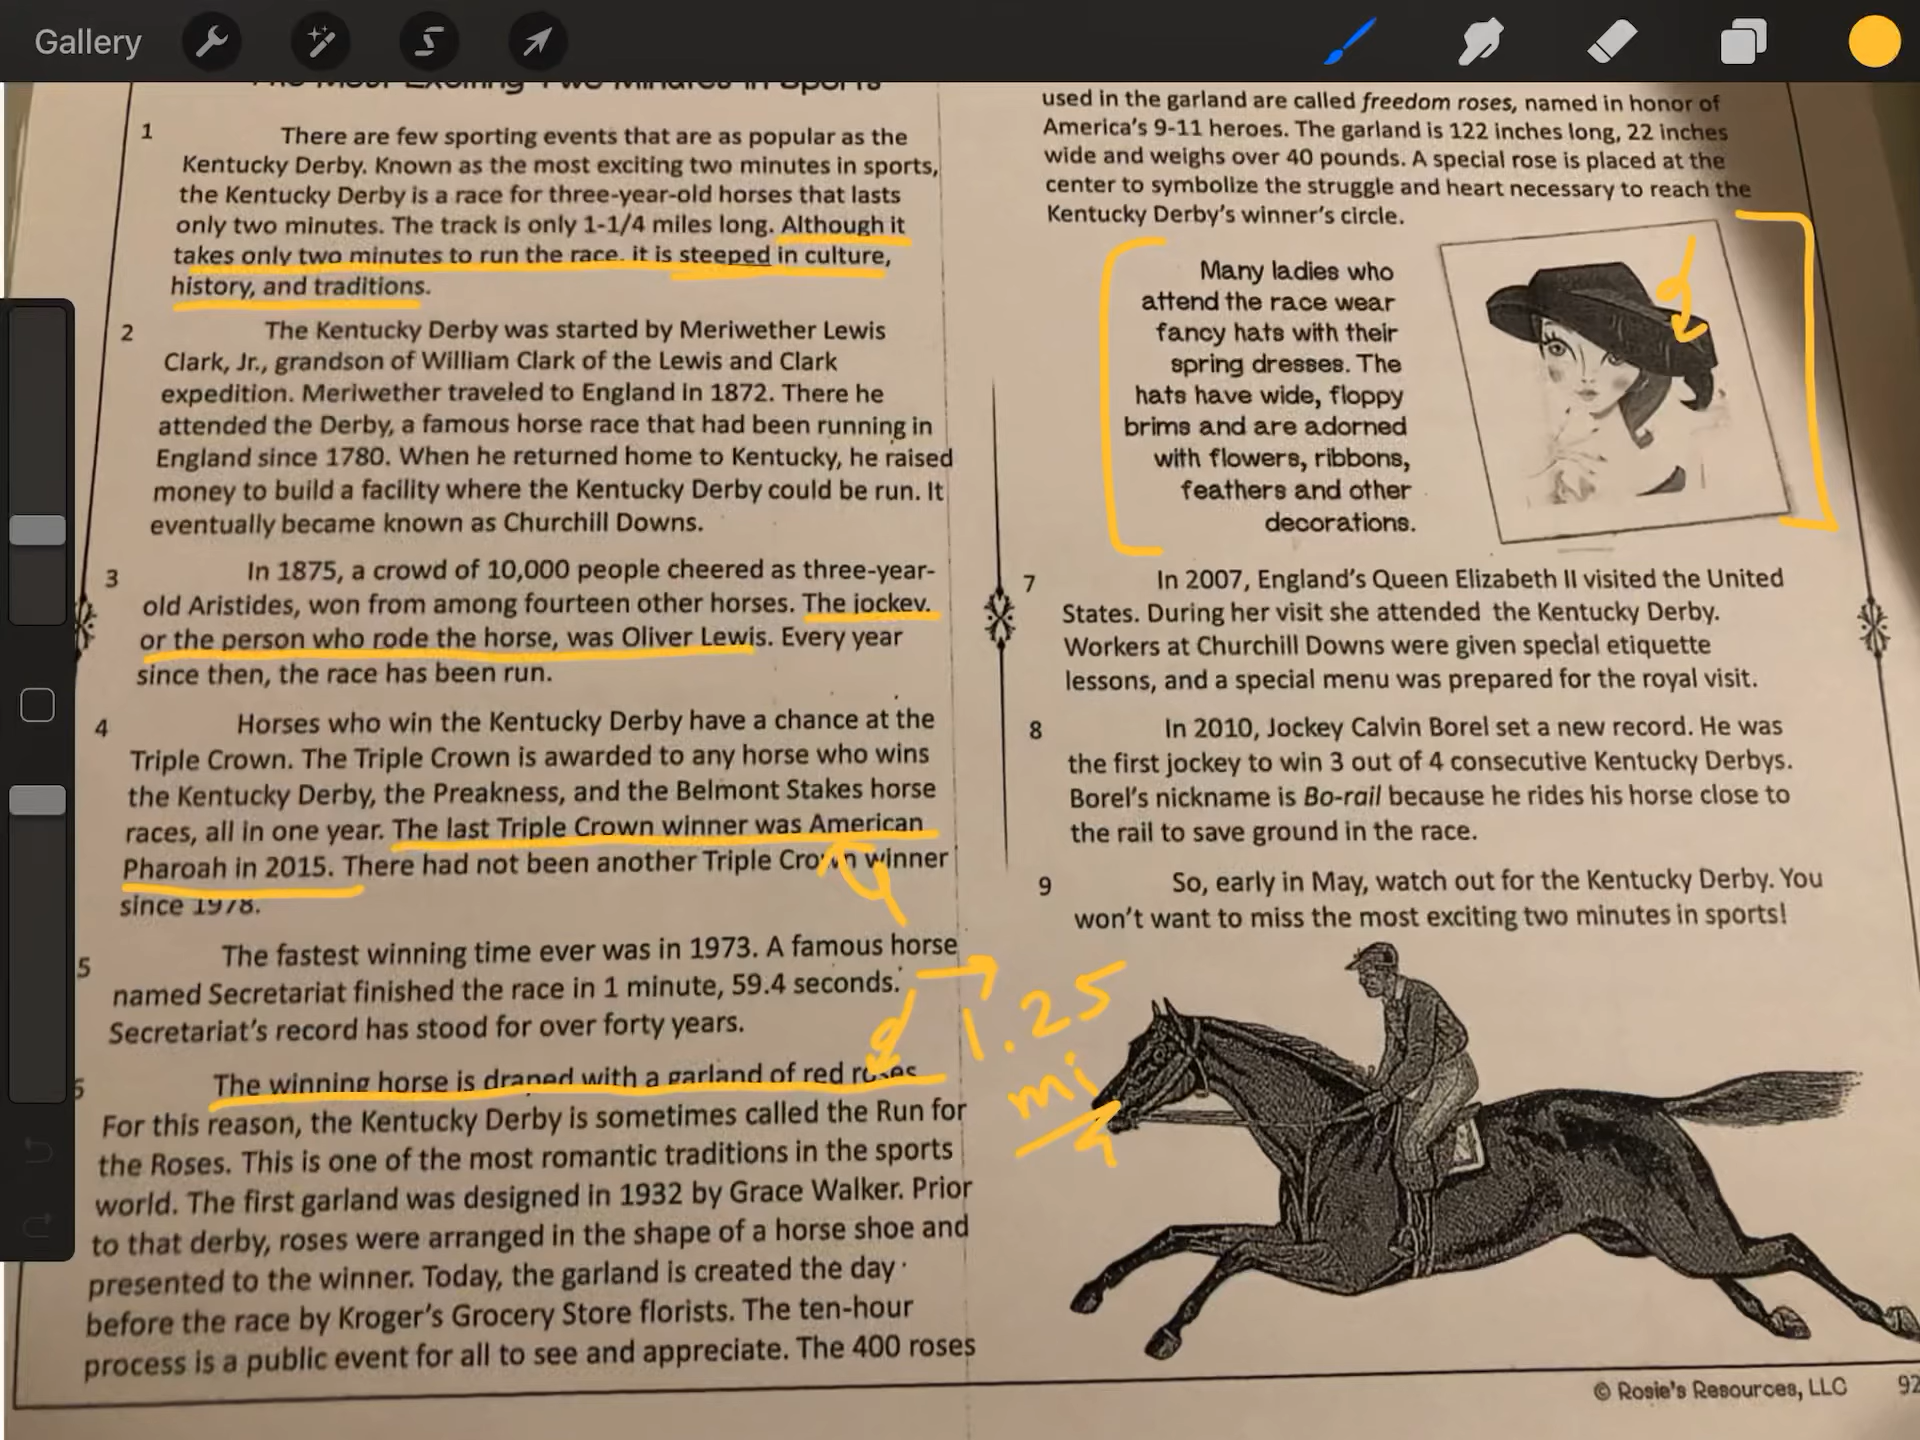 Gallery
The Most Exciting Two Minutes in Sports
1 There are few sporting events that are as popular as the
Kentucky Derby. Known as the most exciting two minutes in sports,
the Kentucky Derby is a race for three-year-old horses that lasts
only two minutes. The track is only 1-1/4 miles long. Although it
takes only two minutes to run the race, it is steeped in culture,
history, and traditions.
2 The Kentucky Derby was started by Meriwether Lewis
Clark, Jr., grandson of William Clark of the Lewis and Clark
expedition. Meriwether traveled to England in 1872. There he
attended the Derby, a famous horse race that had been running in
England since 1780. When he returned home to Kentucky, he raised
money to build a facility where the Kentucky Derby could be run. It
eventually became known as Churchill Downs.
3 In 1875, a crowd of 10,000 people cheered as three-year-
old Aristides, won from among fourteen other horses. The jockey,
or the person who rode the horse, was Oliver Lewis. Every year
since then, the race has been run.
4 Horses who win the Kentucky Derby have a chance at the
Triple Crown. The Triple Crown is awarded to any horse who wins
the Kentucky Derby, the Preakness, and the Belmont Stakes horse
races, all in one year. The last Triple Crown winner was American
Pharoah in 2015. There had not been another Triple Crown winner
since 1978.
5 The fastest winning time ever was in 1973. A famous horse
named Secretariat finished the race in 1 minute, 59.4 seconds.
Secretariat's record has stood for over forty years.
6 The winning horse is draped with a garland of red roses.
For this reason, the Kentucky Derby is sometimes called the Run for
the Roses. This is one of the most romantic traditions in the sports
world. The first garland was designed in 1932 by Grace Walker. Prior
to that derby, roses were arranged in the shape of a horse shoe and
presented to the winner. Today, the garland is created the day
before the race by Kroger's Grocery Store florists. The ten-hour
process is a public event for all to see and appreciate. The 400 roses
1.25
mi
used in the garland are called freedom roses, named in honor of
America's 9-11 heroes. The garland is 122 inches long, 22 inches
wide and weighs over 40 pounds. A special rose is placed at the
center to symbolize the struggle and heart necessary to reach the
Kentucky Derby's winner's circle.
Many ladies who
attend the race wear
fancy hats with their
spring dresses. The
hats have wide, floppy
brims and are adorned
with flowers, ribbons,
feathers and other
decorations.
7 In 2007, England's Queen Elizabeth II visited the United
States. During her visit she attended the Kentucky Derby.
Workers at Churchill Downs were given special etiquette
lessons, and a special menu was prepared for the royal visit.
8 In 2010, Jockey Calvin Borel set a new record. He was
the first jockey to win 3 out of 4 consecutive Kentucky Derbys.
Borel's nickname is Bo-rail because he rides his horse close to
the rail to save ground in the race.
9 So, early in May, watch out for the Kentucky Derby. You
won't want to miss the most exciting two minutes in sports!
© Rosie's Resources, LLC 92